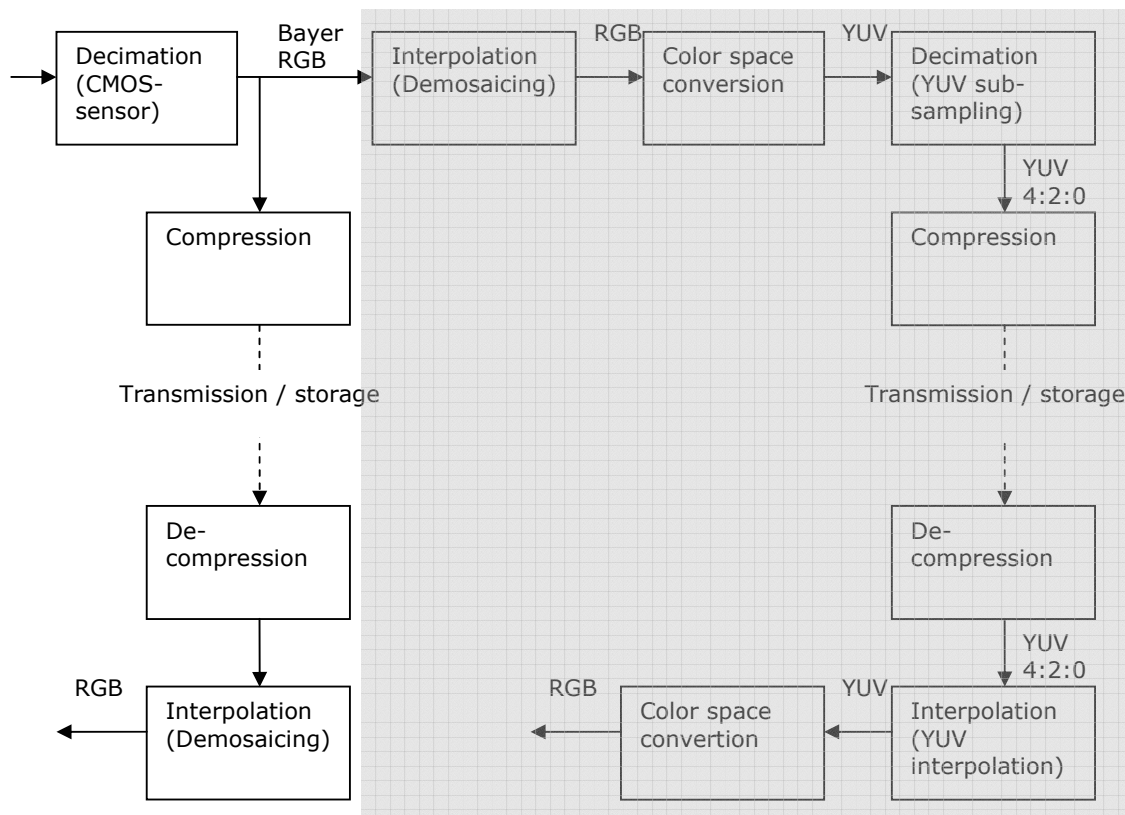 Decimation
(CMOS-
sensor)
Bayer
RGB
Interpolation
(Demosaicing)
RGB
Color space
conversion
YUV
Decimation
(YUV sub-
sampling)
YUV
4:2:0
Compression
Compression
Transmission / storage
Transmission / storage
De-
compression
De-
compression
YUV
4:2:0
RGB
Interpolation
(Demosaicing)
RGB
Color space
convertion
YUV
Interpolation
(YUV
interpolation)